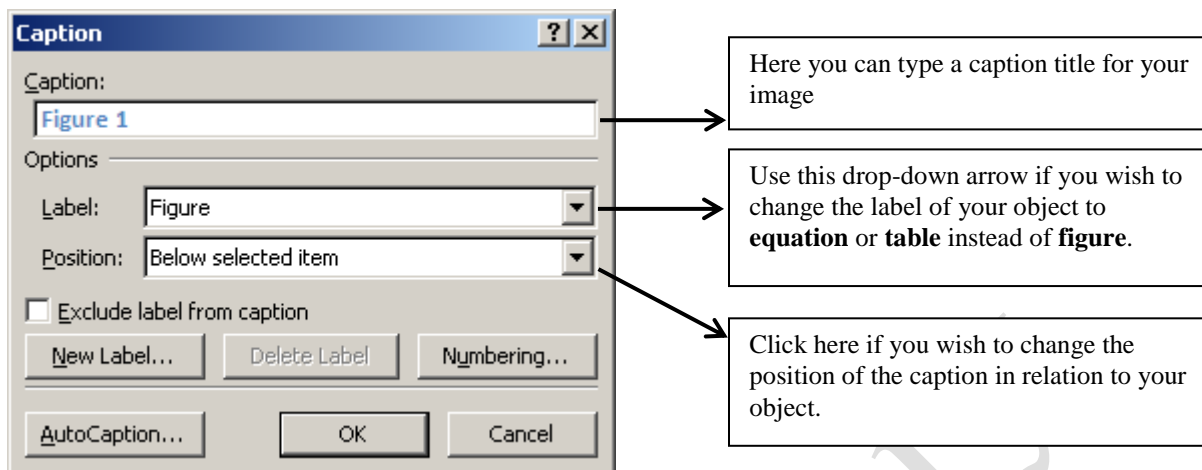 Caption
Caption:
Figure 1
Options
Label: Figure
Position: Below selected item
Exclude label from caption
New Label... Delete Label Numbering...
AutoCaption... OK Cancel
Here you can type a caption title for your
image
Use this drop-down arrow if you wish to
change the label of your object to
equation or table instead of figure.
Click here if you wish to change the
position of the caption in relation to your
object.